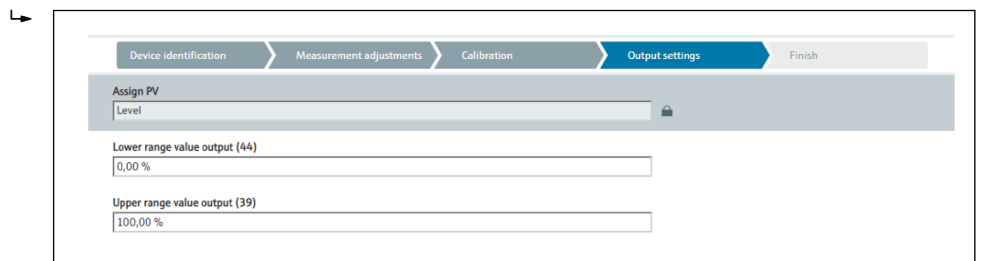 Device identification
Measurement adjustments
Calibration
Output settings
Finish
Assign PV
Level
Lower range value output (44)
0,00 %
Upper range value output (39)
100,00 %